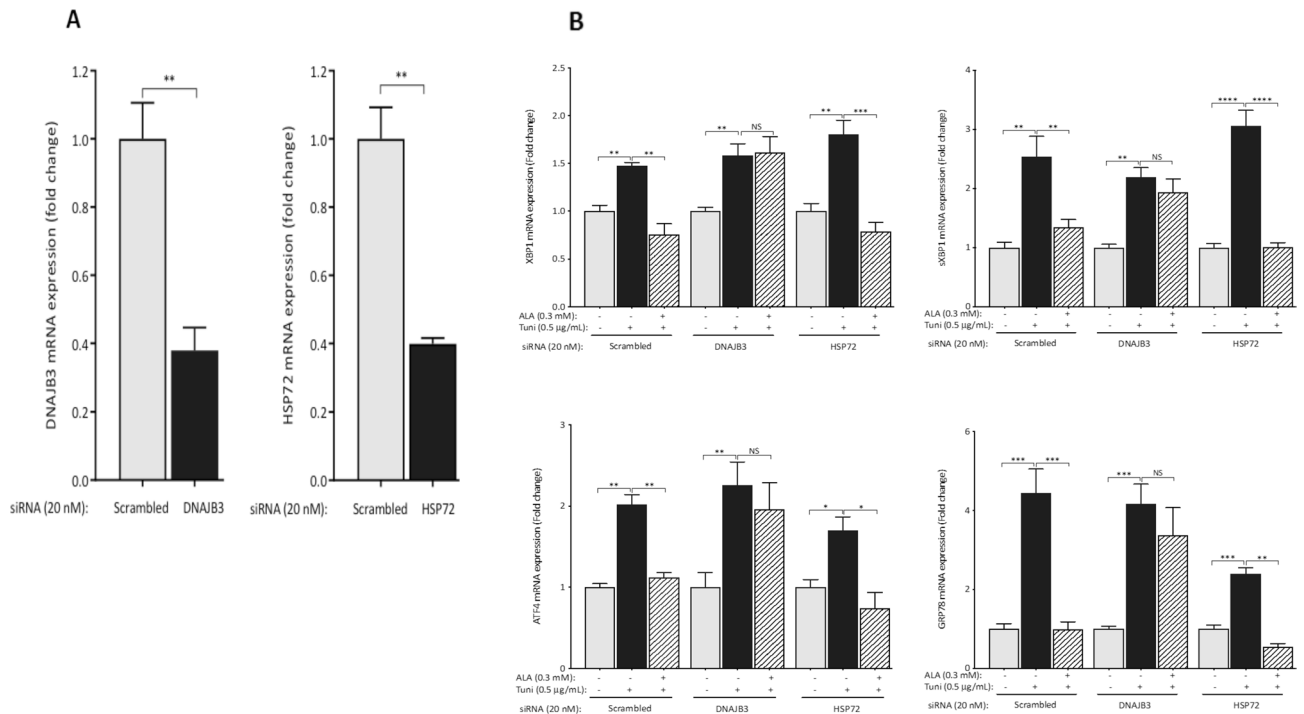 A
DNAJB3 mRNA expression (fold change)
1.2
1.0
0.8
0.6
0.4
0.2
0.0
**
siRNA (20 nM): Scrambled DNAJB3
HSP72 mRNA expression (fold change)
1.2
1.0
0.8
0.6
0.4
0.2
0.0
**
siRNA (20 nM): Scrambled HSP72
B
XBP1 mRNA expression (Fold change)
2.5
2.0
1.5
1.0
0.5
0.0
** ** ** NS ** ***
ALA (0.3 mM): - - + - - + - - +
Tuni (0.5 µg/mL): - + + - + + - + +
siRNA (20 nM): Scrambled DNAJB3 HSP72
sXBP1 mRNA expression (Fold change)
4
3
2
1
0
** ** ** NS **** ****
ALA (0.3 mM): - - + - - + - - +
Tuni (0.5 µg/mL): - + + - + + - + +
siRNA (20 nM): Scrambled DNAJB3 HSP72
ATF4 mRNA expression (Fold change)
3
2
1
0
** ** ** NS * *
ALA (0.3 mM): - - + - - + - - +
Tuni (0.5 µg/mL): - + + - + + - + +
siRNA (20 nM): Scrambled DNAJB3 HSP72
GRP78 mRNA expression (Fold change)
6
4
2
0
*** *** *** NS *** **
ALA (0.3 mM): - - + - - + - - +
Tuni (0.5 µg/mL): - + + - + + - + +
siRNA (20 nM): Scrambled DNAJB3 HSP72